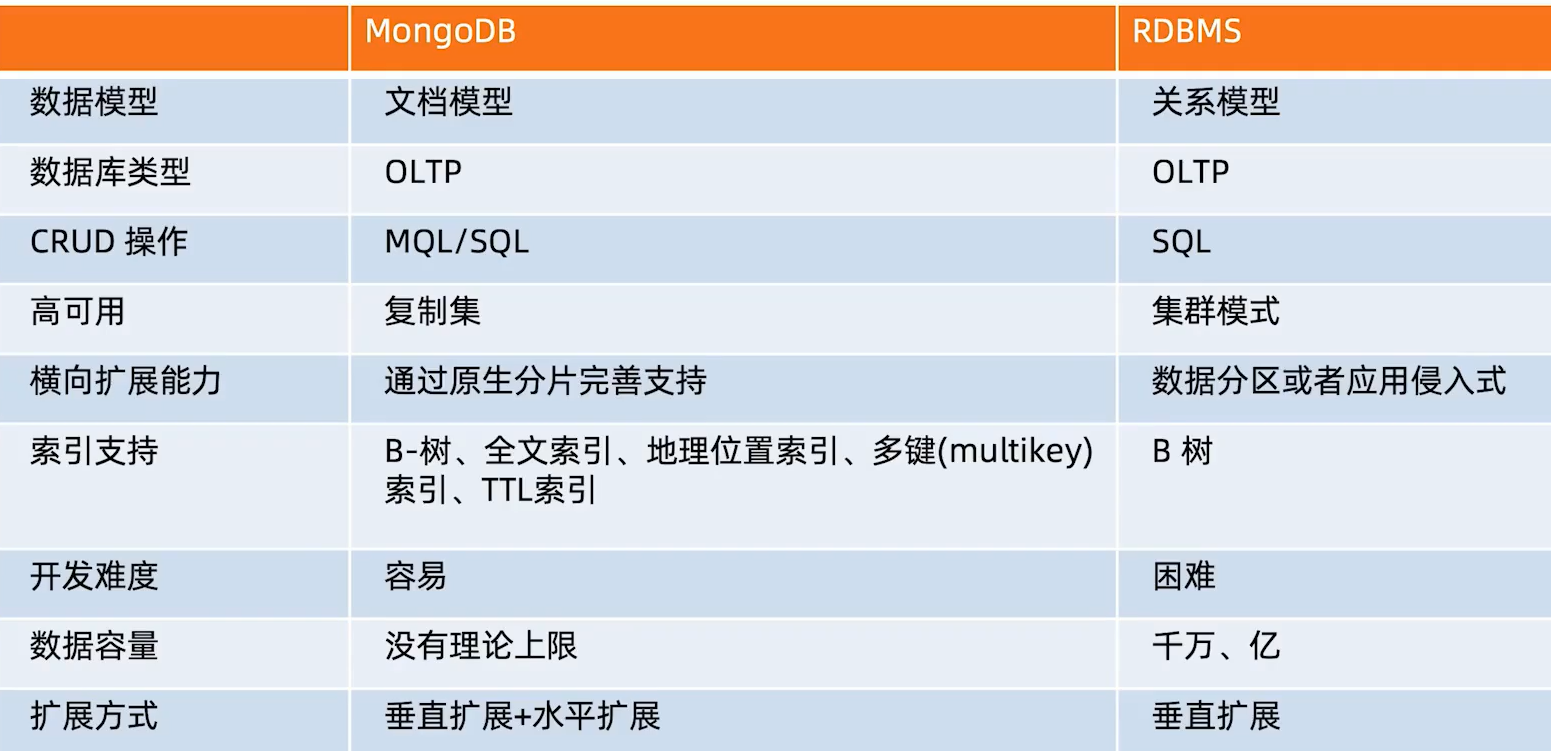 MongoDB RDBMS
数据模型 文档模型 关系模型
数据库类型 OLTP OLTP
CRUD 操作 MQL/SQL SQL
高可用 复制集 集群模式
横向扩展能力 通过原生分片完善支持 数据分区或者应用侵入式
索引支持 B-树、全文索引、地理位置索引、多键(multikey) B 树
索引、TTL索引
开发难度 容易 困难
数据容量 没有理论上限 千万、亿
扩展方式 垂直扩展+水平扩展 垂直扩展